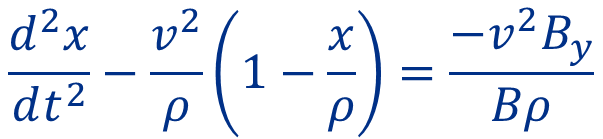 d²x/dt² − v²/ρ (1 − x/ρ) = −v²B_y/Bρ